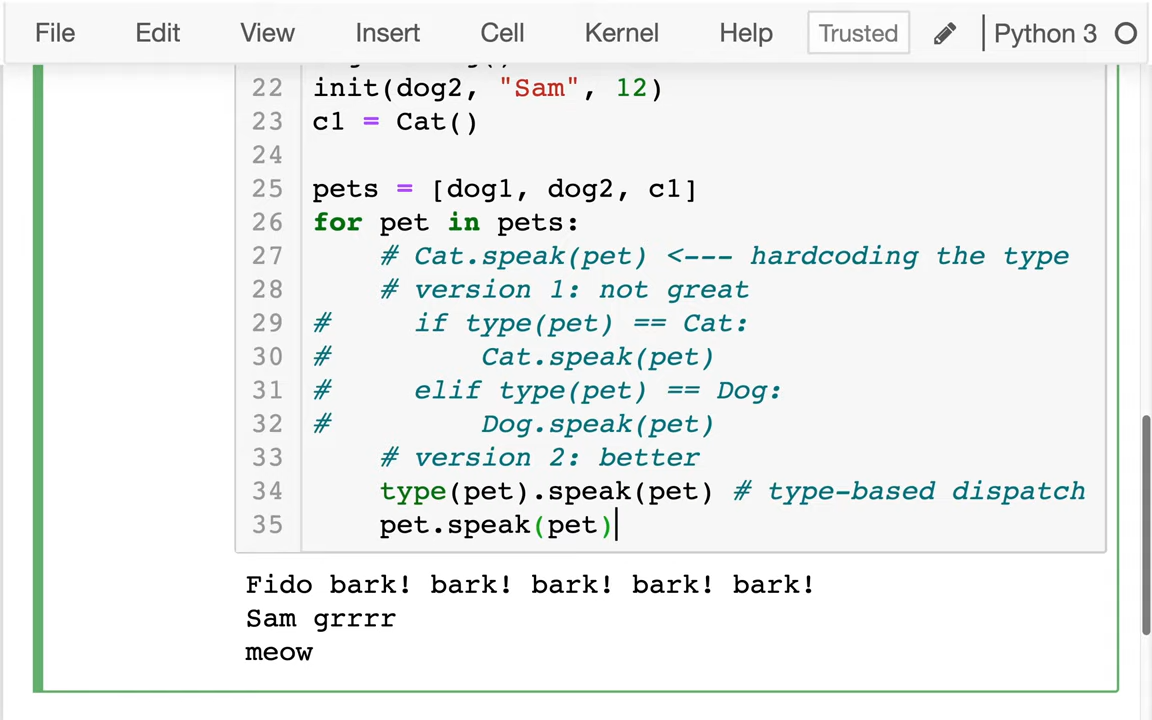 File Edit View Insert Cell Kernel Help Trusted Python 3
22 init(dog2, "Sam", 12)
23 c1 = Cat()
24
25 pets = [dog1, dog2, c1]
26 for pet in pets:
27 # Cat.speak(pet) <--- hardcoding the type
28 # version 1: not great
29 # if type(pet) == Cat:
30 # Cat.speak(pet)
31 # elif type(pet) == Dog:
32 # Dog.speak(pet)
33 # version 2: better
34 type(pet).speak(pet) # type-based dispatch
35 pet.speak(pet)
Fido bark! bark! bark! bark! bark!
Sam grrrr
meow